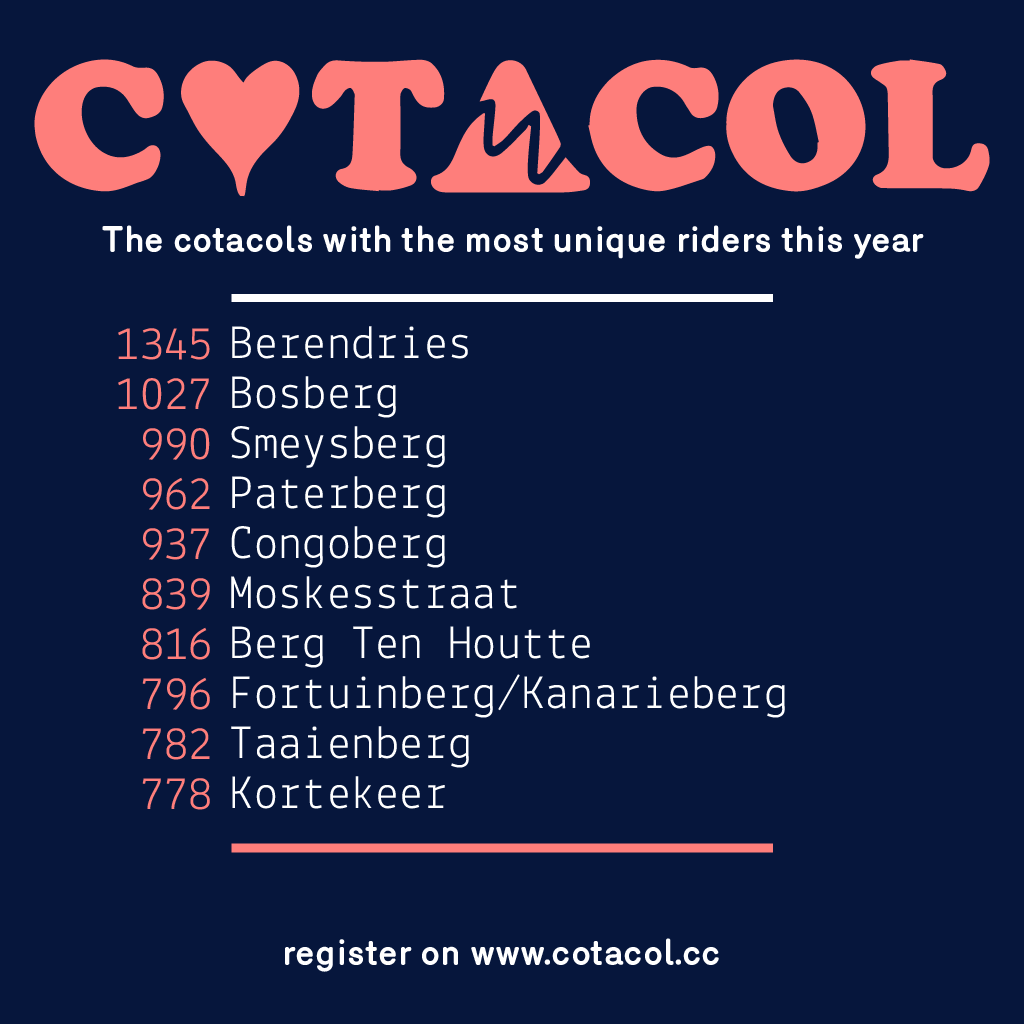 COTACOL
The cotacols with the most unique riders this year
1345 Berendries
1027 Bosberg
990 Smeysberg
962 Paterberg
937 Congoberg
839 Moskesstraat
816 Berg Ten Houtte
796 Fortuinberg/Kanarieberg
782 Taaienberg
778 Kortekeer
register on www.cotacol.cc